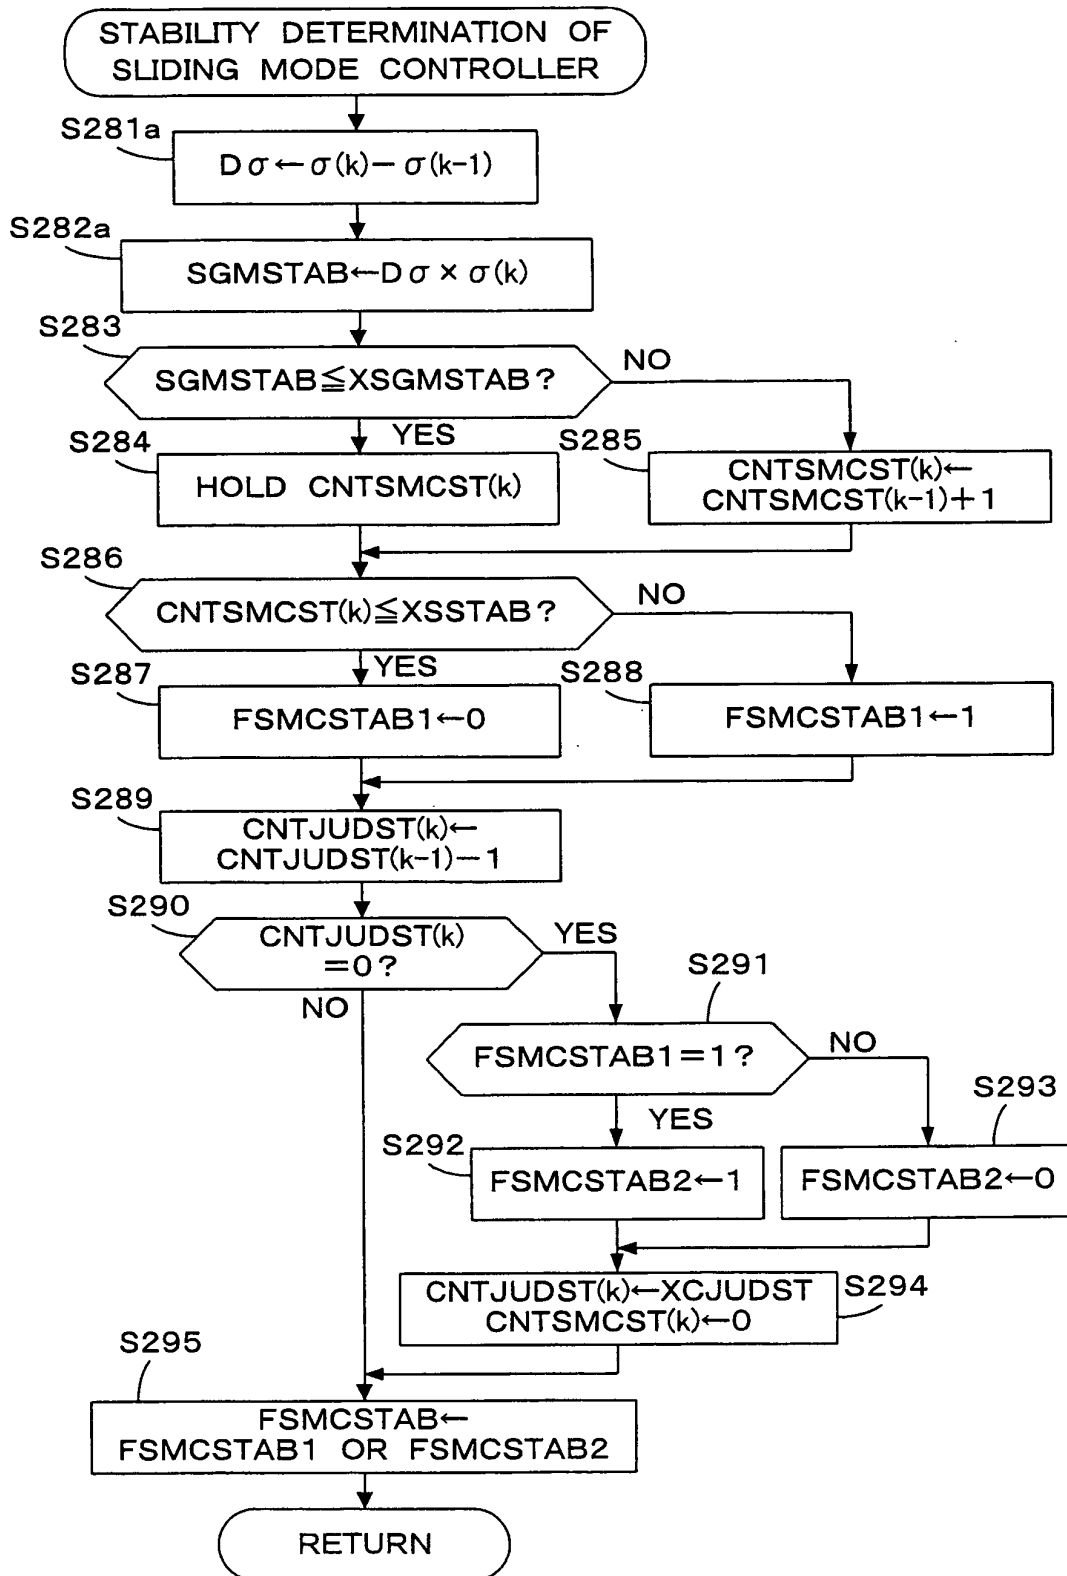 STABILITY DETERMINATION OF
SLIDING MODE CONTROLLER
S281a
Dσ←σ(k)−σ(k-1)
S282a
SGMSTAB←Dσ×σ(k)
S283
SGMSTAB≦XSGMSTAB?
NO
YES
S284
HOLD CNTSMCST(k)
S285
CNTSMCST(k)←
CNTSMCST(k-1)+1
S286
CNTSMCST(k)≦XSSTAB?
NO
YES
S287
FSMCSTAB1←0
S288
FSMCSTAB1←1
S289
CNTJUDST(k)←
CNTJUDST(k-1)−1
S290
CNTJUDST(k)
=0?
YES
NO
S291
FSMCSTAB1=1?
NO
YES
S292
FSMCSTAB2←1
S293
FSMCSTAB2←0
CNTJUDST(k)←XCJUDST
CNTSMCST(k)←0
S294
S295
FSMCSTAB←
FSMCSTAB1 OR FSMCSTAB2
RETURN